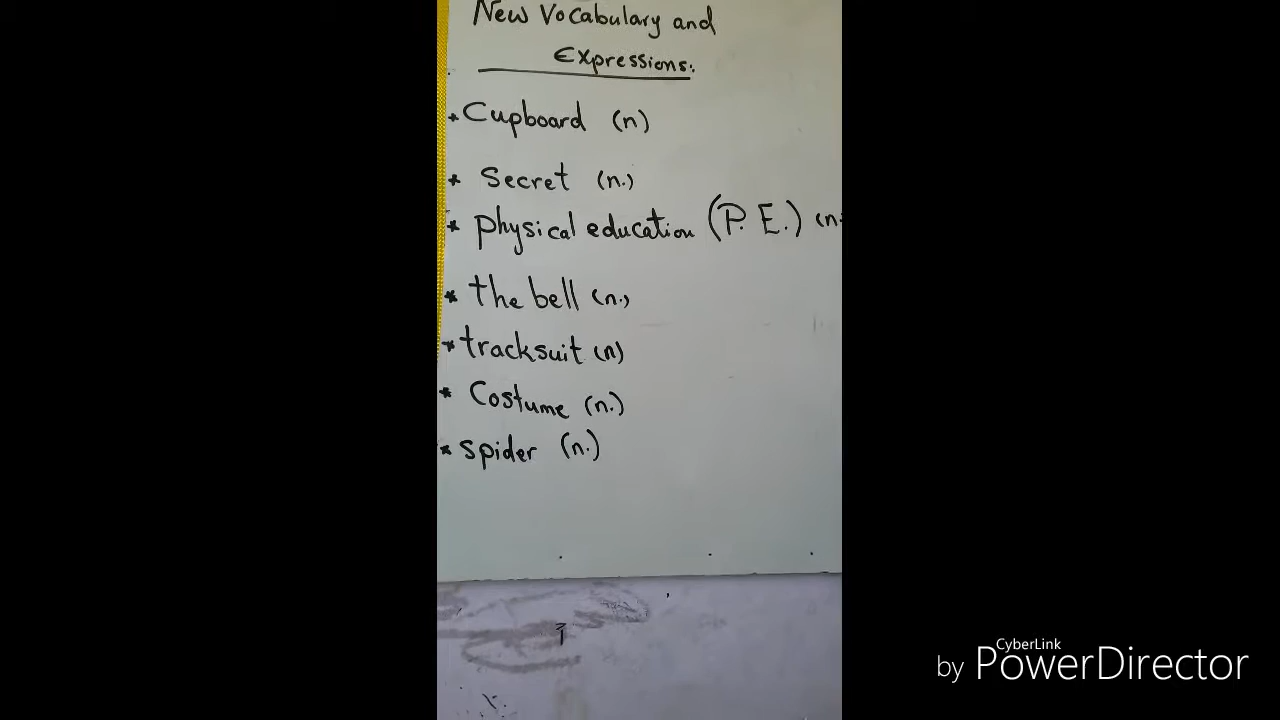 New Vocabulary and
Expressions:
* Cupboard (n)
* Secret (n.)
* physical education (P. E.) (n.
* the bell (n.)
* tracksuit (n)
* Costume (n.)
* spider (n.)
CyberLink
by PowerDirector